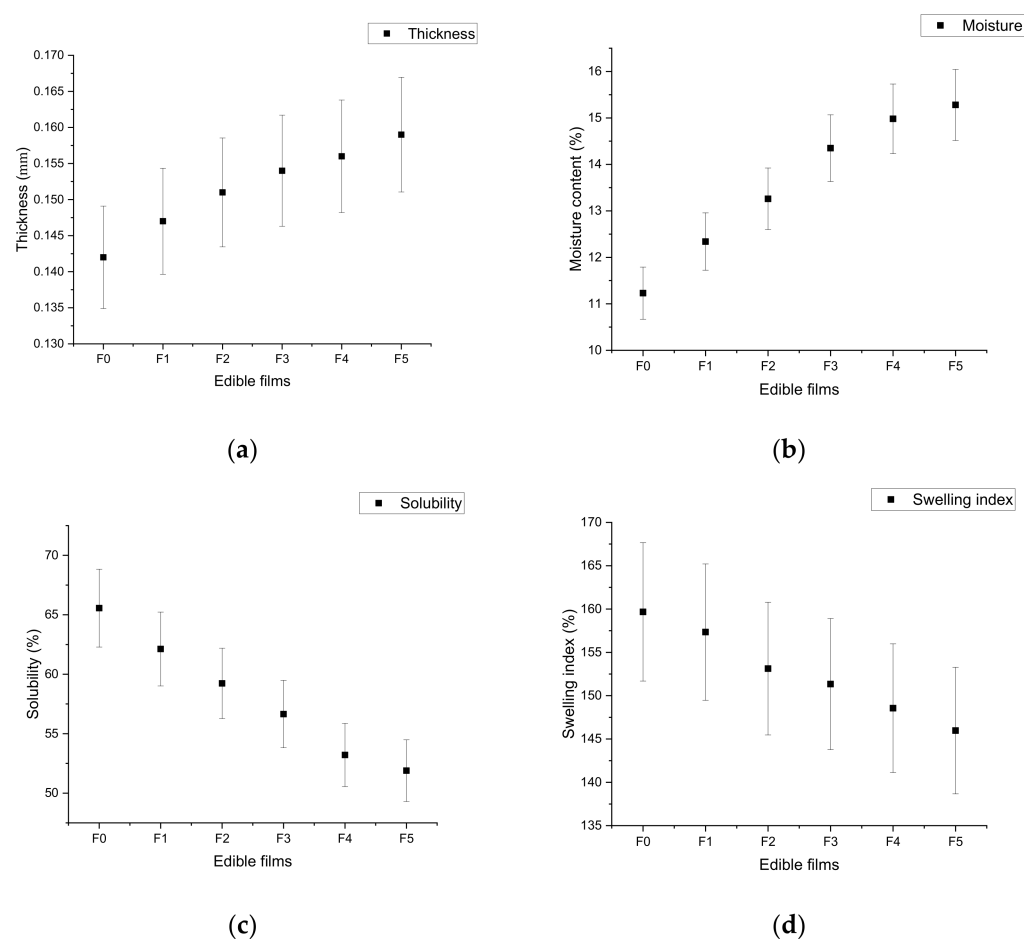 Thickness
0.170
0.165
0.160
0.155
0.150
0.145
0.140
0.135
0.130
Thickness (mm)
F0 F1 F2 F3 F4 F5
Edible films
(a)
Moisture
16
15
14
13
12
11
10
Moisture content (%)
F0 F1 F2 F3 F4 F5
Edible films
(b)
Solubility
70
65
60
55
50
Solubility (%)
F0 F1 F2 F3 F4 F5
Edible films
(c)
Swelling index
170
165
160
155
150
145
140
135
Swelling index (%)
F0 F1 F2 F3 F4 F5
Edible films
(d)